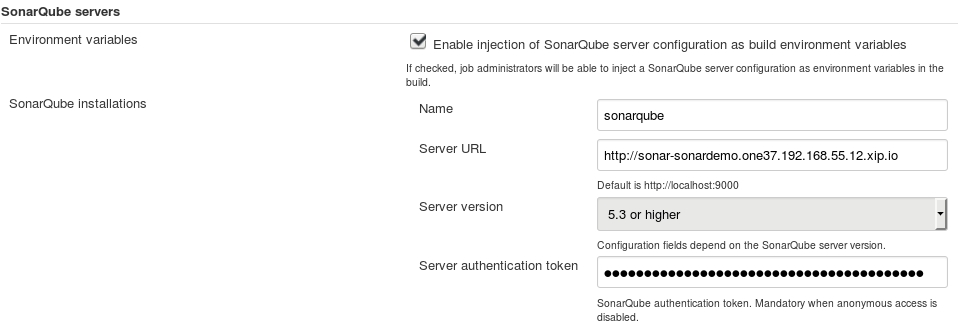 SonarQube servers
Environment variables
Enable injection of SonarQube server configuration as build environment variables
If checked, job administrators will be able to inject a SonarQube server configuration as environment variables in the
build.
SonarQube installations
Name
sonarqube
Server URL
http://sonar-sonardemo.one37.192.168.55.12.xip.io
Default is http://localhost:9000
Server version
5.3 or higher
Configuration fields depend on the SonarQube server version.
Server authentication token
●●●●●●●●●●●●●●●●●●●●●●●●●●●●●●●●●●●●●●●●
SonarQube authentication token. Mandatory when anonymous access is
disabled.